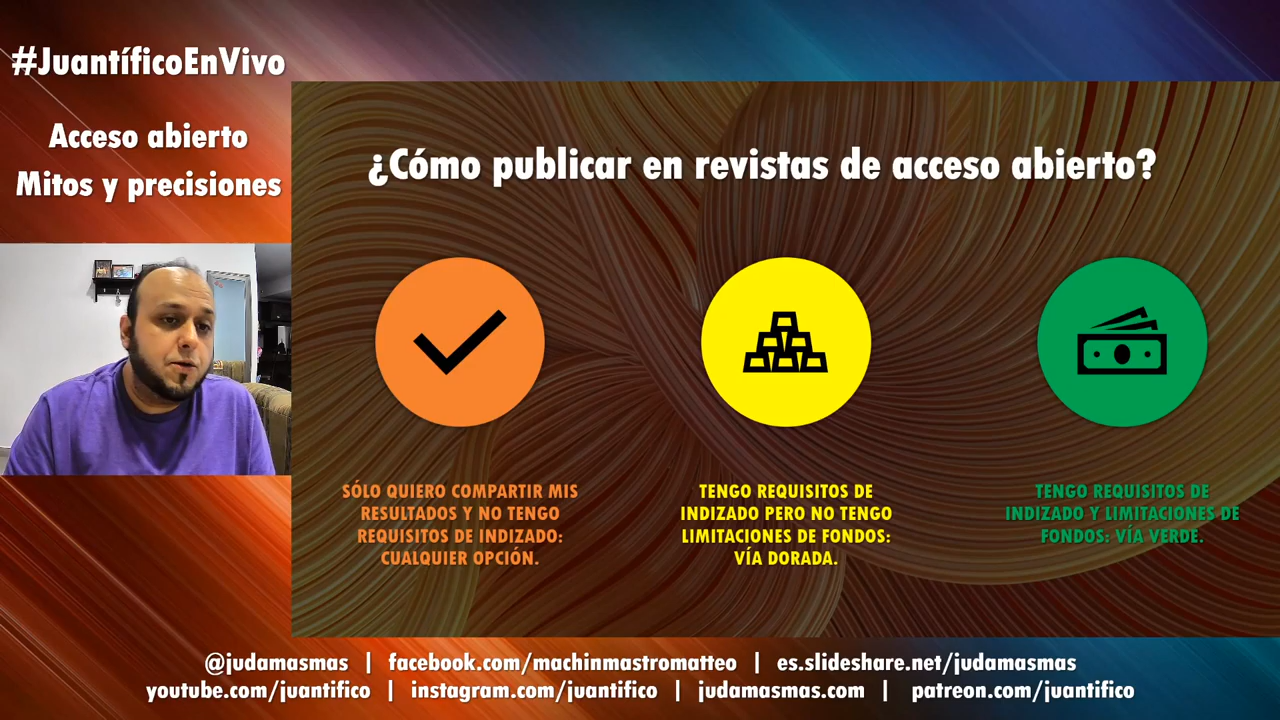 #JuantíficoEnVivo
Acceso abierto
Mitos y precisiones
¿Cómo publicar en revistas de acceso abierto?
SÓLO QUIERO COMPARTIR MIS
RESULTADOS Y NO TENGO
REQUISITOS DE INDIZADO:
CUALQUIER OPCIÓN.
TENGO REQUISITOS DE
INDIZADO PERO NO TENGO
LIMITACIONES DE FONDOS:
VÍA DORADA.
TENGO REQUISITOS DE
INDIZADO Y LIMITACIONES DE
FONDOS: VÍA VERDE.
@judamasmas | facebook.com/machinmastromatteo | es.slideshare.net/judamasmas
youtube.com/juantifico | instagram.com/juantifico | judamasmas.com | patreon.com/juantifico